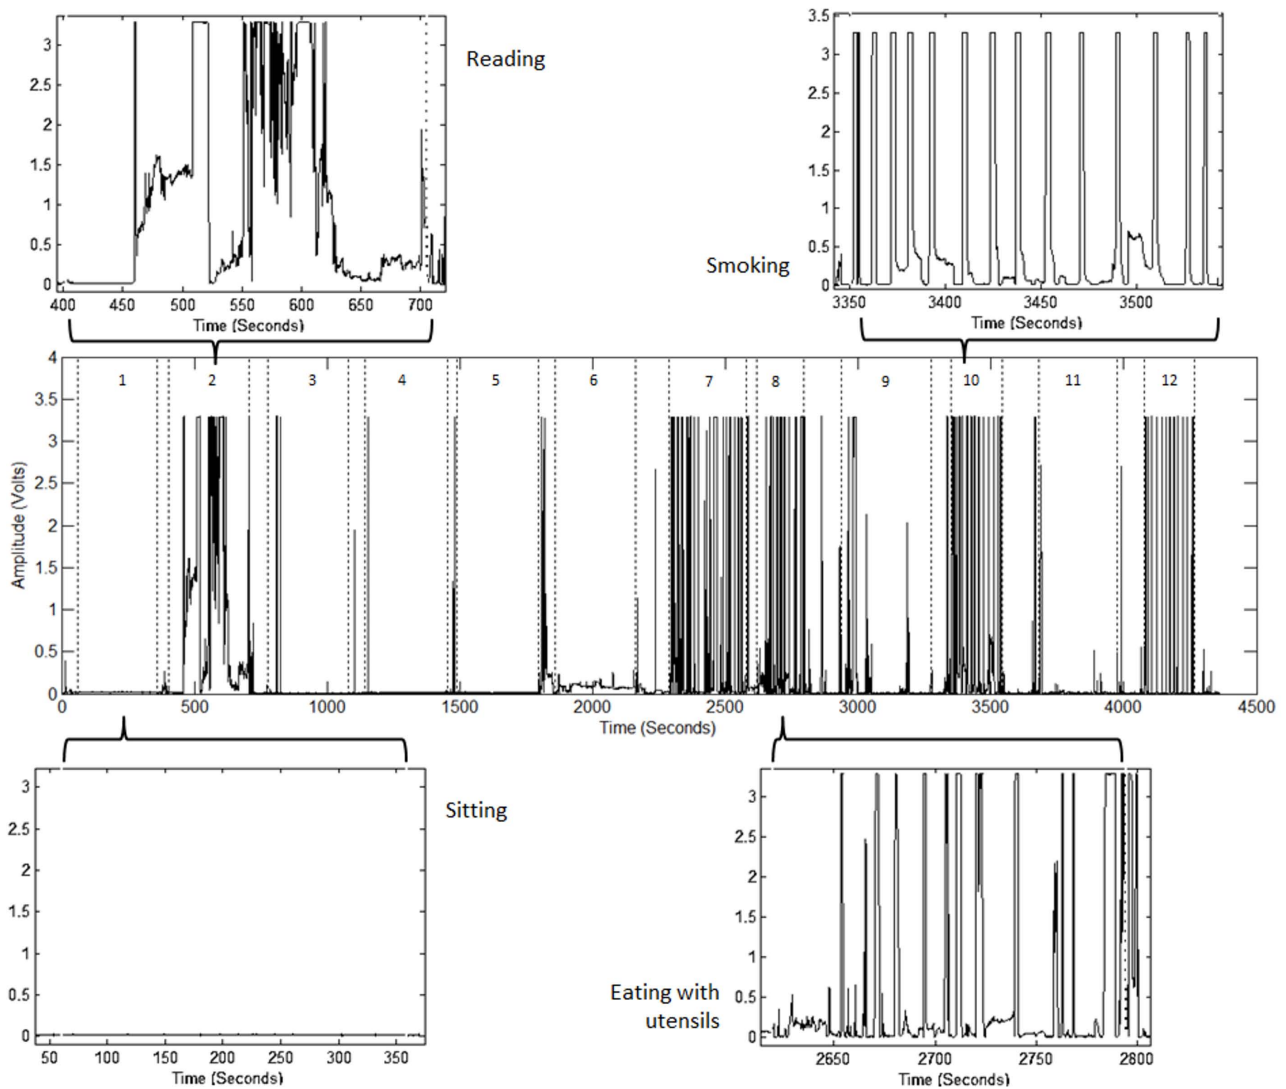 3
2.5
2
1.5
1
0.5
0
400 450 500 550 600 650 700
Time (Seconds)
Reading
3.5
3
2.5
2
1.5
1
0.5
0
3350 3400 3450 3500
Time (Seconds)
Smoking
4
3.5
3
2.5
2
1.5
1
0.5
0
Amplitude (Volts)
1 2 3 4 5 6 7 8 9 10 11 12
0 500 1000 1500 2000 2500 3000 3500 4000 4500
Time (Seconds)
3
2.5
2
1.5
1
0.5
0
50 100 150 200 250 300 350
Time (Seconds)
Sitting
3
2.5
2
1.5
1
0.5
0
2650 2700 2750 2800
Time (Seconds)
Eating with
utensils